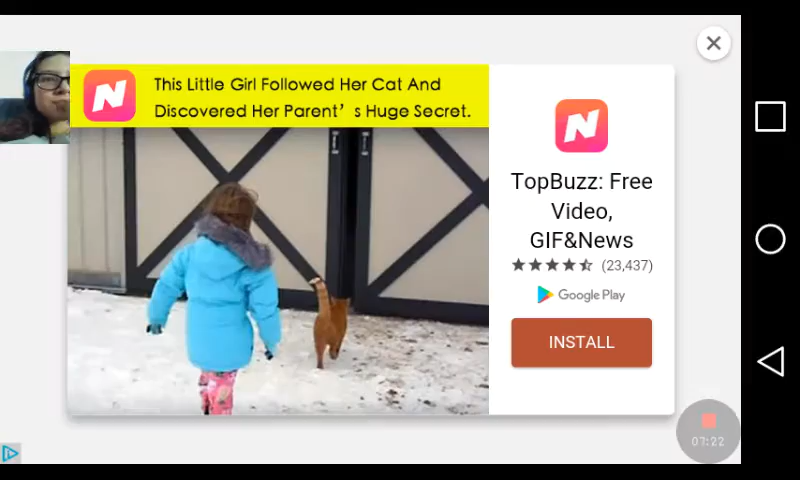 This Little Girl Followed Her Cat And
Discovered Her Parent's Huge Secret.
TopBuzz: Free
Video,
GIF&News
(23,437)
Google Play
INSTALL
07:22